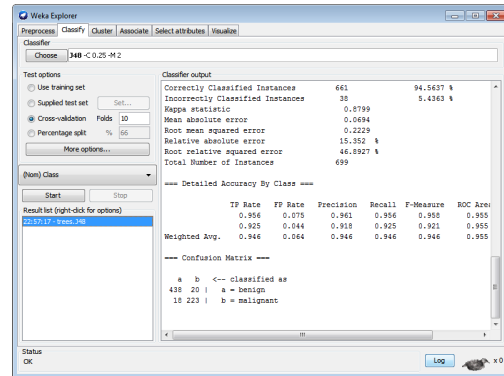 Weka Explorer
Preprocess Classify Cluster Associate Select attributes Visualize
Classifier
Choose J48 -C 0.25 -M 2
Test options
Use training set
Supplied test set Set...
Cross-validation Folds 10
Percentage split % 66
More options...
(Nom) Class
Start Stop
Result list (right-click for options)
22:57:17 - trees.J48
Classifier output
Correctly Classified Instances 661 94.5637 %
Incorrectly Classified Instances 38 5.4363 %
Kappa statistic 0.8799
Mean absolute error 0.0694
Root mean squared error 0.2229
Relative absolute error 15.352 %
Root relative squared error 46.8927 %
Total Number of Instances 699
=== Detailed Accuracy By Class ===
TP Rate FP Rate Precision Recall F-Measure ROC Area
0.956 0.075 0.961 0.956 0.958 0.955
0.925 0.044 0.918 0.925 0.921 0.955
Weighted Avg. 0.946 0.064 0.946 0.946 0.946 0.955
=== Confusion Matrix ===
a b <-- classified as
438 20 | a = benign
18 223 | b = malignant
Status
OK
Log
x 0